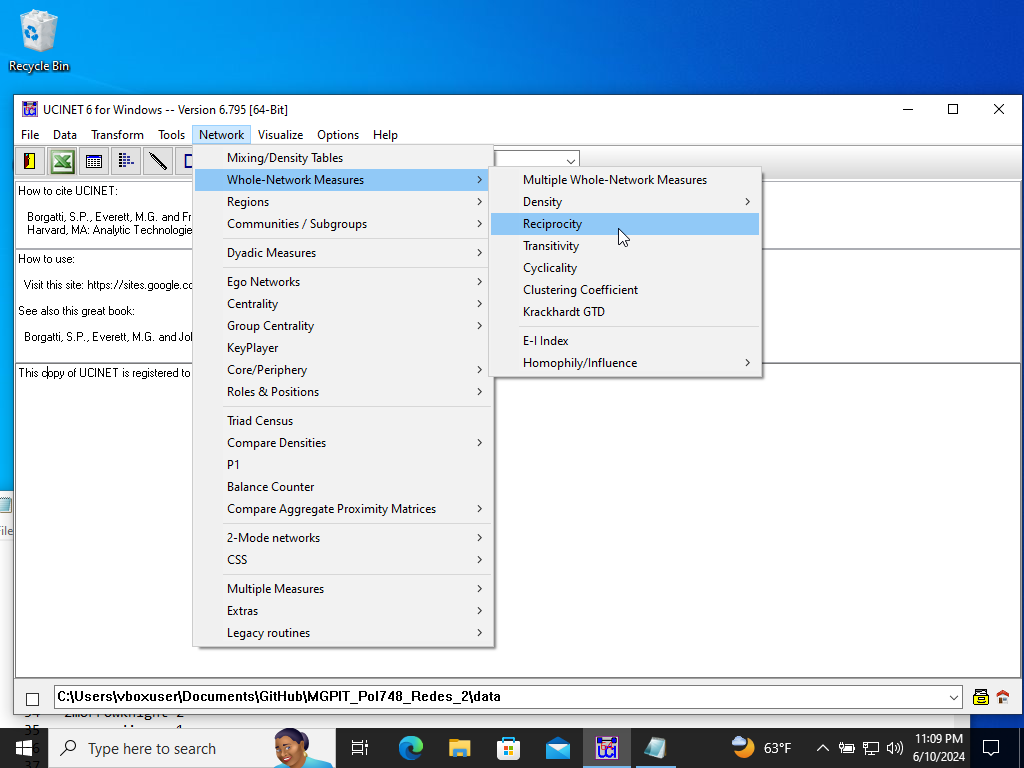 Recycle Bin
UCINET 6 for Windows -- Version 6.795 [64-Bit]
File Data Transform Tools Network Visualize Options Help
How to cite UCINET:
Borgatti, S.P., Everett, M.G. and
Harvard, MA: Analytic Technologie
How to use:
Visit this site: https://sites.google.co
See also this great book:
Borgatti, S.P., Everett, M.G. and
This copy of UCINET is registered to
Mixing/Density Tables
Whole-Network Measures
Regions
Communities / Subgroups
Dyadic Measures
Ego Networks
Centrality
Group Centrality
KeyPlayer
Core/Periphery
Roles & Positions
Triad Census
Compare Densities
P1
Balance Counter
Compare Aggregate Proximity Matrices
2-Mode networks
CSS
Multiple Measures
Extras
Legacy routines
Multiple Whole-Network Measures
Density
Reciprocity
Transitivity
Cyclicality
Clustering Coefficient
Krackhardt GTD
E-I Index
Homophily/Influence
C:\Users\vboxuser\Documents\GitHub\MGPIT_Pol748_Redes_2\data
35
36
37
Type here to search
63°F
11:09 PM
6/10/2024